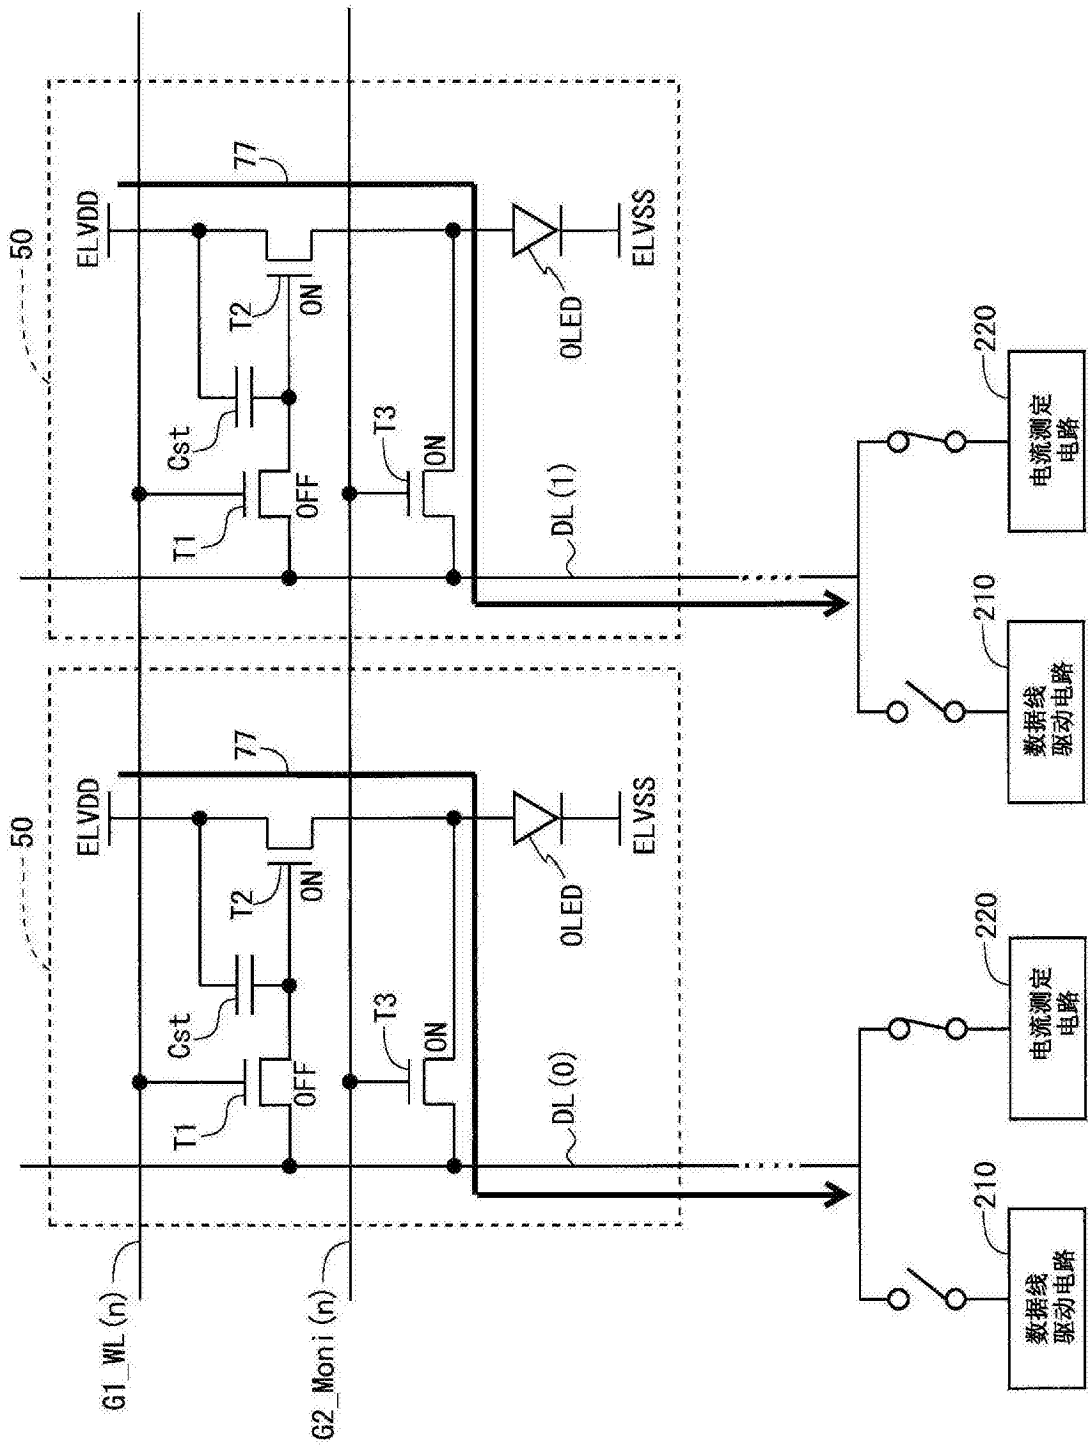 G1_WL(n)
G2_Moni(n)
50
ELVDD
77
T2
ON
Cst
T1
OFF
T3
ON
OLED
ELVSS
DL(0)
210
数据线
驱动电路
220
电流测定
电路
50
ELVDD
77
T2
ON
Cst
T1
OFF
T3
ON
OLED
ELVSS
DL(1)
210
数据线
驱动电路
220
电流测定
电路